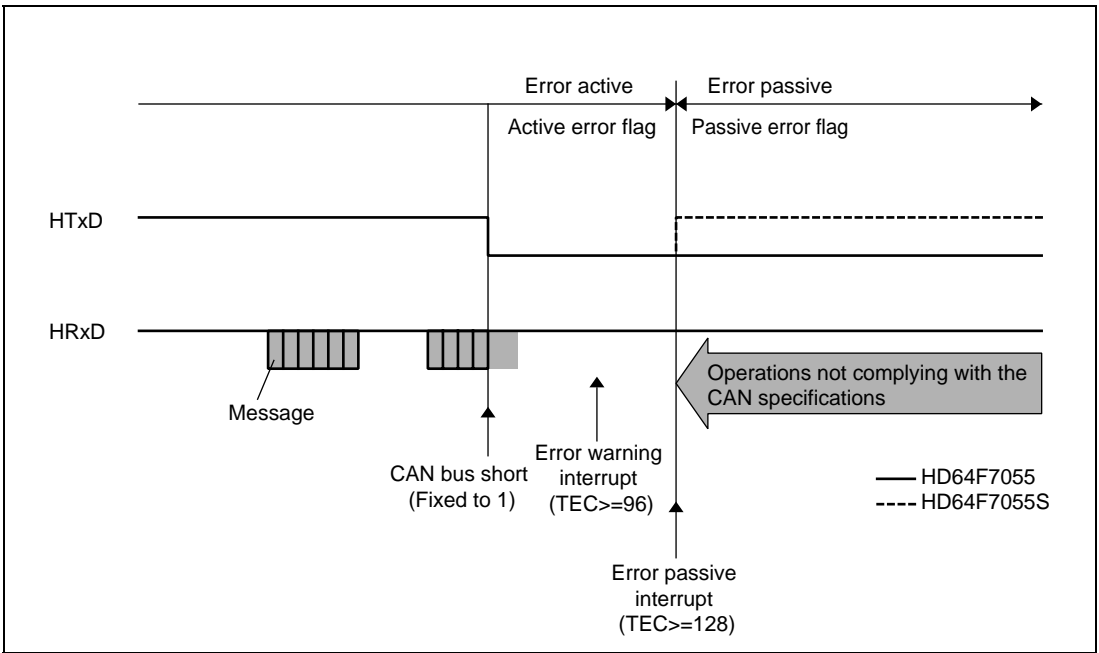 Error active
Error passive
Active error flag
Passive error flag
HTxD
HRxD
Message
Operations not complying with the
CAN specifications
CAN bus short
(Fixed to 1)
Error warning
interrupt
(TEC>=96)
HD64F7055
HD64F7055S
Error passive
interrupt
(TEC>=128)